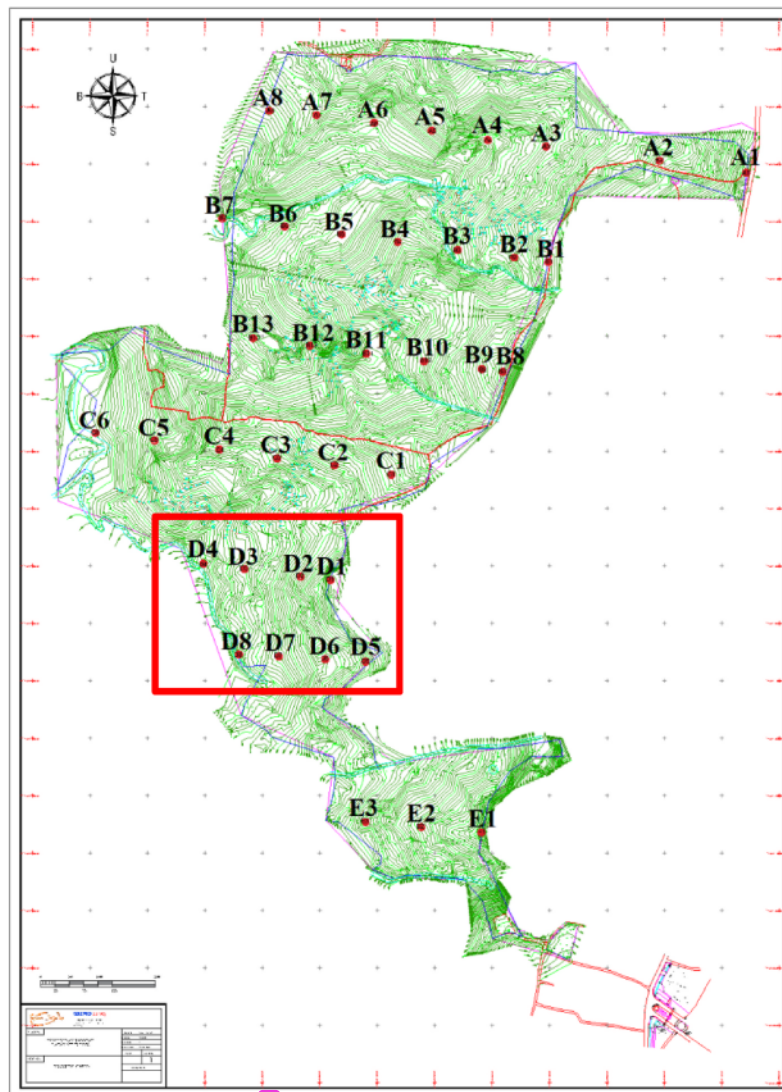 U
B T
S
A8 A7 A6 A5 A4 A3 A2 A1
B7 B6 B5 B4 B3 B2 B1
B13 B12 B11 B10 B9 B8
C6 C5 C4 C3 C2 C1
D4 D3 D2 D1
D8 D7 D6 D5
E3 E2 E1